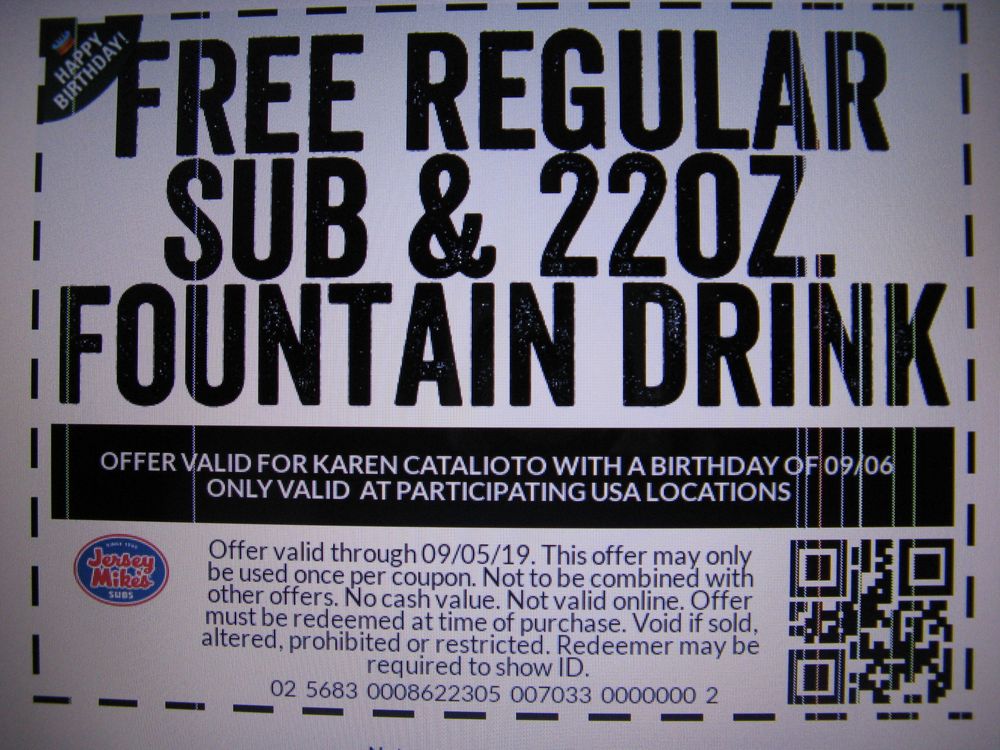 HAPPY
BIRTHDAY!
FREE REGULAR
SUB & 22OZ.
FOUNTAIN DRINK
OFFER VALID FOR KAREN CATALIOTO WITH A BIRTHDAY OF 09/06
ONLY VALID AT PARTICIPATING USA LOCATIONS
SINCE 1956
Jersey
Mike's
SUBS
Offer valid through 09/05/19. This offer may only
be used once per coupon. Not to be combined with
other offers. No cash value. Not valid online. Offer
must be redeemed at time of purchase. Void if sold,
altered, prohibited or restricted. Redeemer may be
required to show ID.
02 5683 0008622305 007033 0000000 2